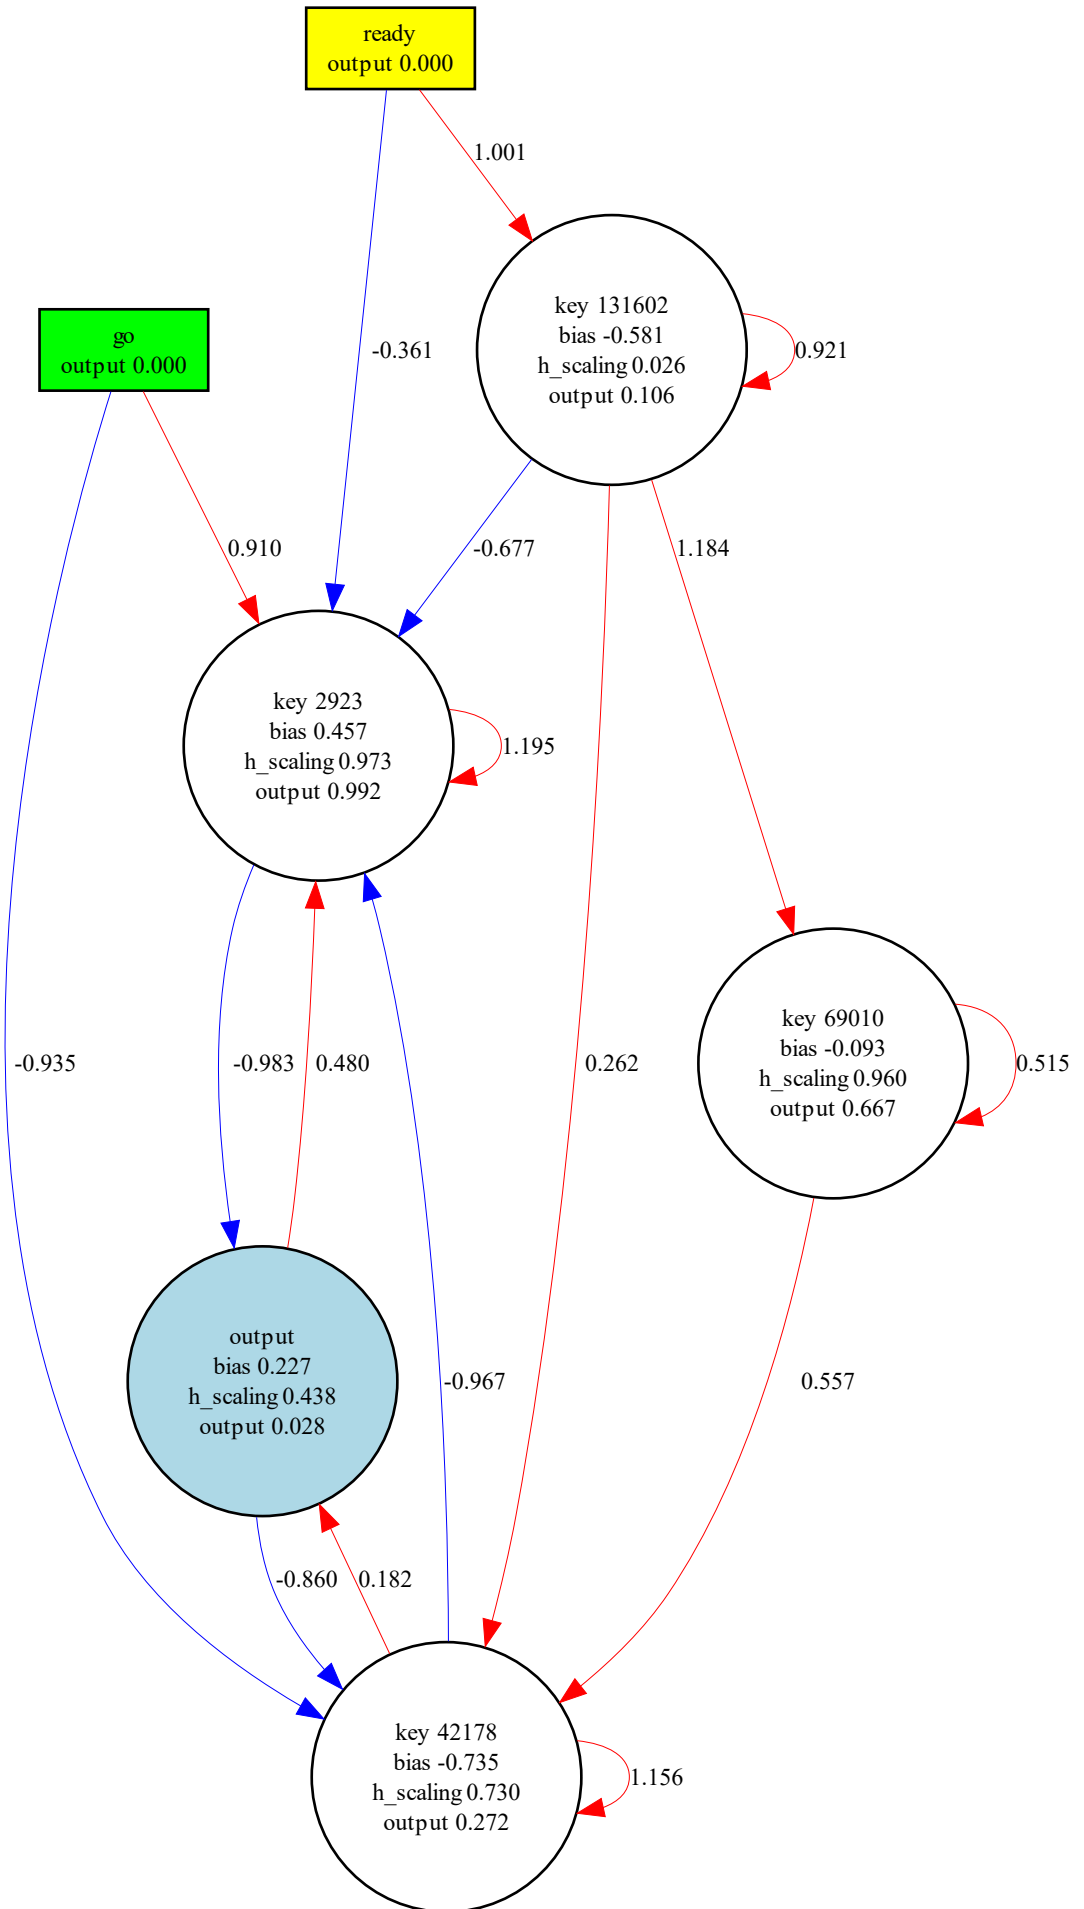 ready
output 0.000
1.001
go
output 0.000
-0.361
key 131602
bias -0.581
h_scaling 0.026
output 0.106
0.921
0.910
-0.677
1.184
key 2923
bias 0.457
h_scaling 0.973
output 0.992
1.195
-0.935
-0.983
0.480
0.262
key 69010
bias -0.093
h_scaling 0.960
output 0.667
0.515
output
bias 0.227
h_scaling 0.438
output 0.028
-0.967
0.557
-0.860
0.182
key 42178
bias -0.735
h_scaling 0.730
output 0.272
1.156